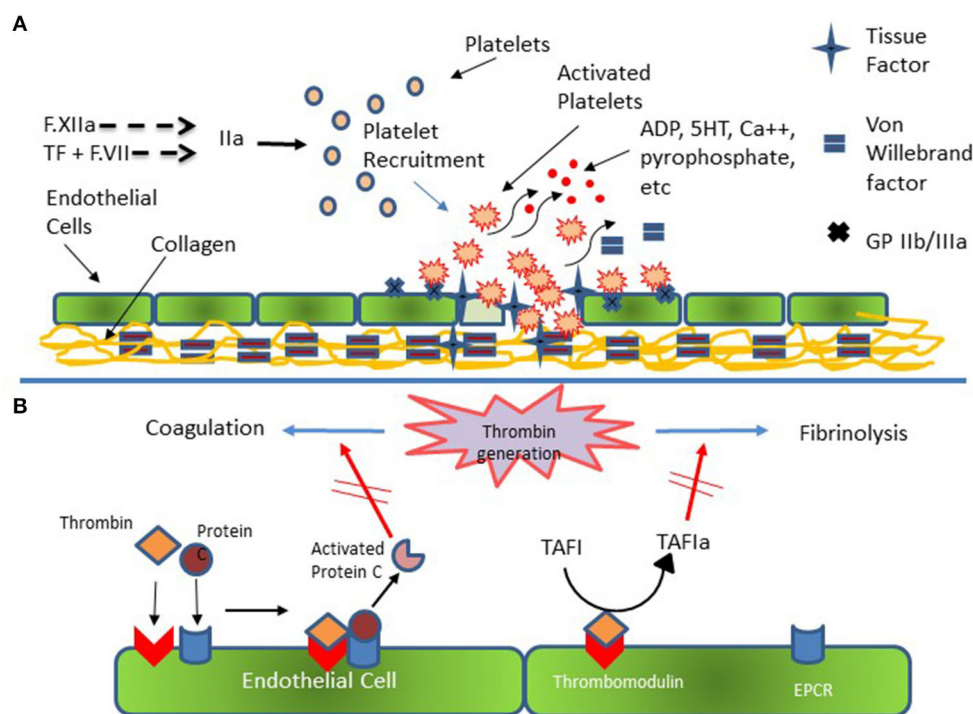 A
Platelets
Activated
Platelets
Tissue
Factor
F.XIIa
TF + F.VII
IIa
Platelet
Recruitment
ADP, 5HT, Ca++,
pyrophosphate,
etc
Von
Willebrand
factor
Endothelial
Cells
Collagen
GP IIb/IIIa
B
Coagulation
Thrombin
generation
Fibrinolysis
Thrombin
Protein
C
Activated
Protein C
TAFI
TAFIa
Endothelial Cell
Thrombomodulin
EPCR